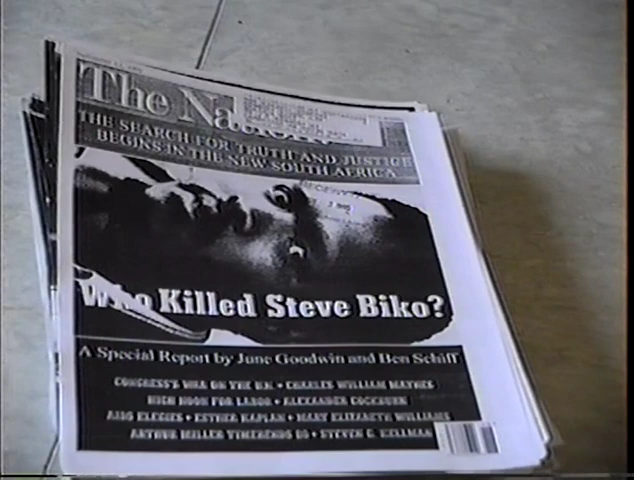 The Nation
THE SEARCH FOR TRUTH AND JUSTICE
BEGINS IN THE NEW SOUTH AFRICA
Who Killed Steve Biko?
A Special Report by June Goodwin and Ben Schiff
CONGRESS'S WAR ON THE U.N. • CHARLES WILLIAM MAYNES
HIGH NOON FOR LABOR • ALEXANDER COCKBURN
AIDS ELEGIES • ESTHER KAPLAN • MARY ELIZABETH WILLIAMS
ARTHUR MILLER TIMEBENDS 80 • STEVEN G. KELLMAN